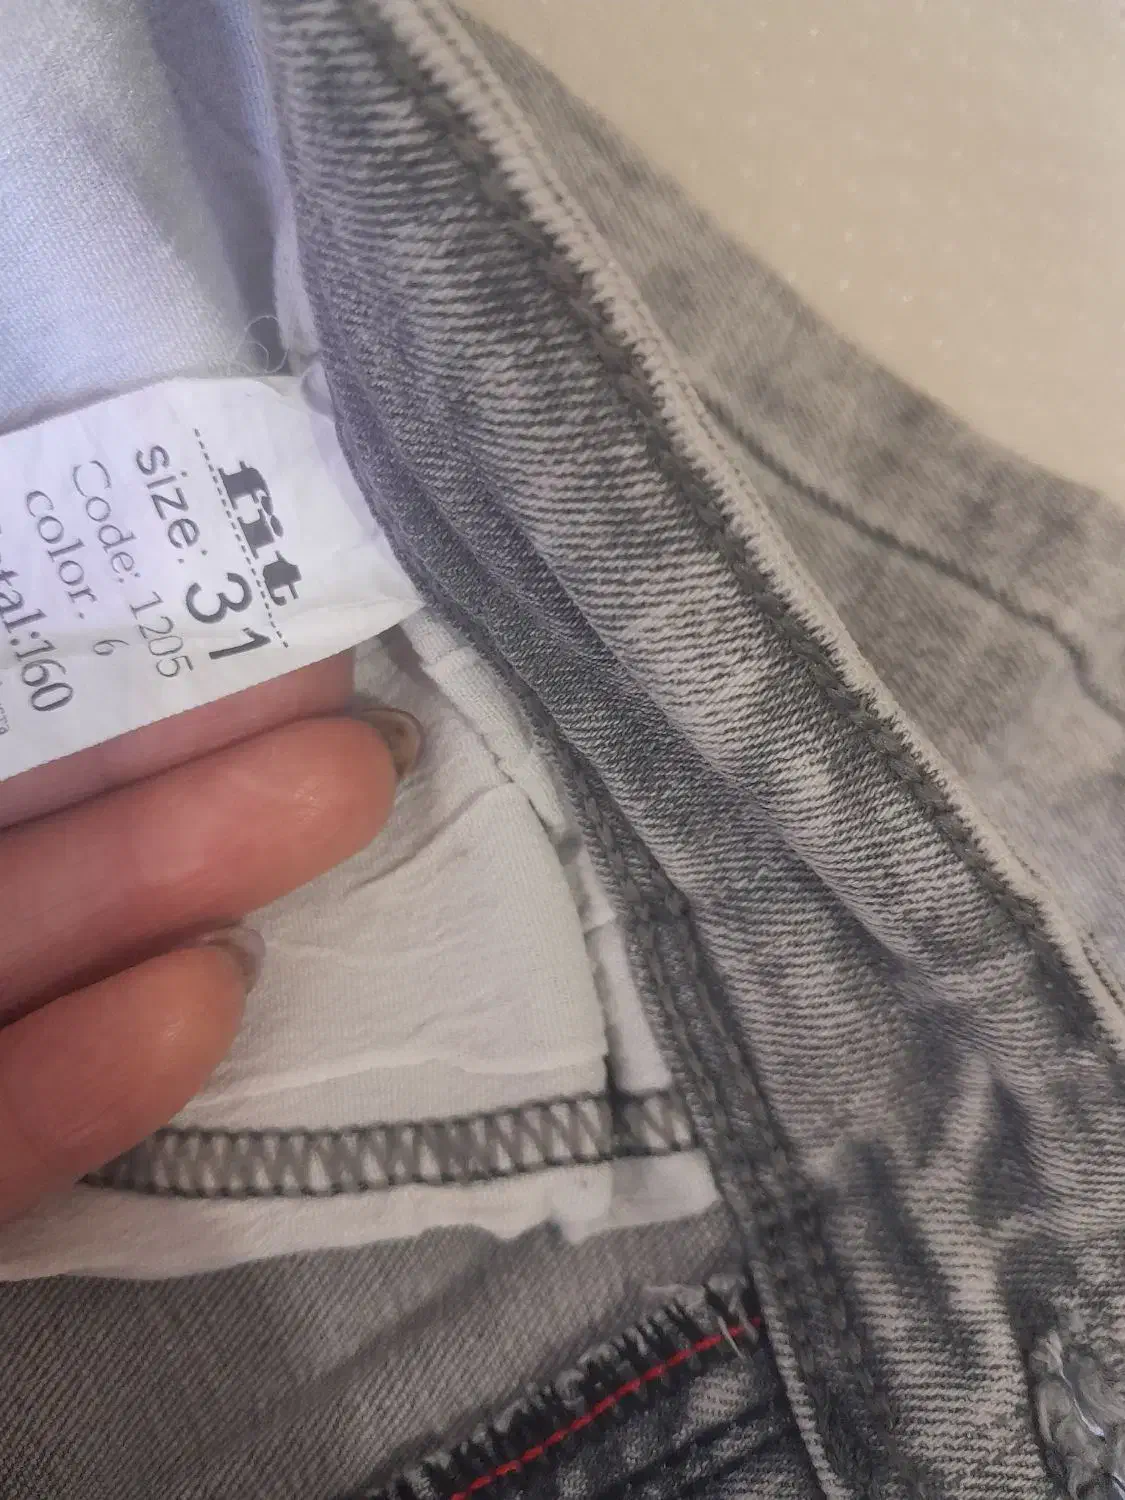 fit
size: 31
Code: 1205
color. 6
tal:160